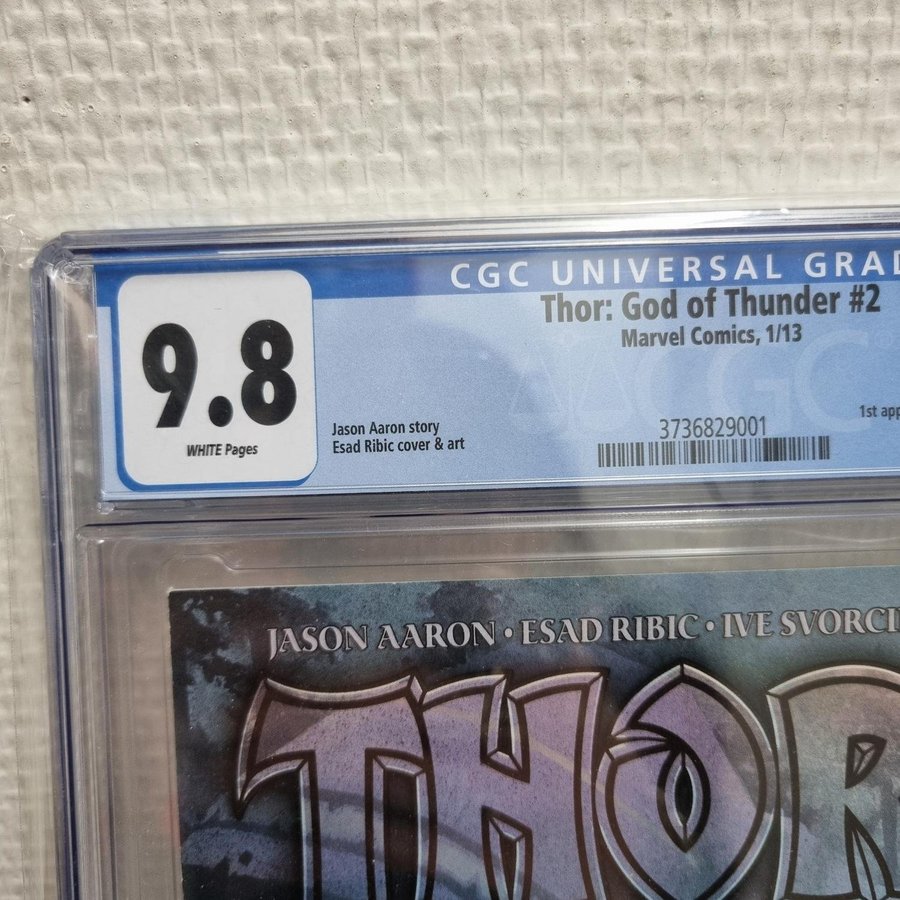 CGC UNIVERSAL GRAD
Thor: God of Thunder #2
Marvel Comics, 1/13
9.8
WHITE Pages
Jason Aaron story
Esad Ribic cover & art
CGC
1st app
3736829001
JASON AARON • ESAD RIBIC • IVE SVORCI
THOR